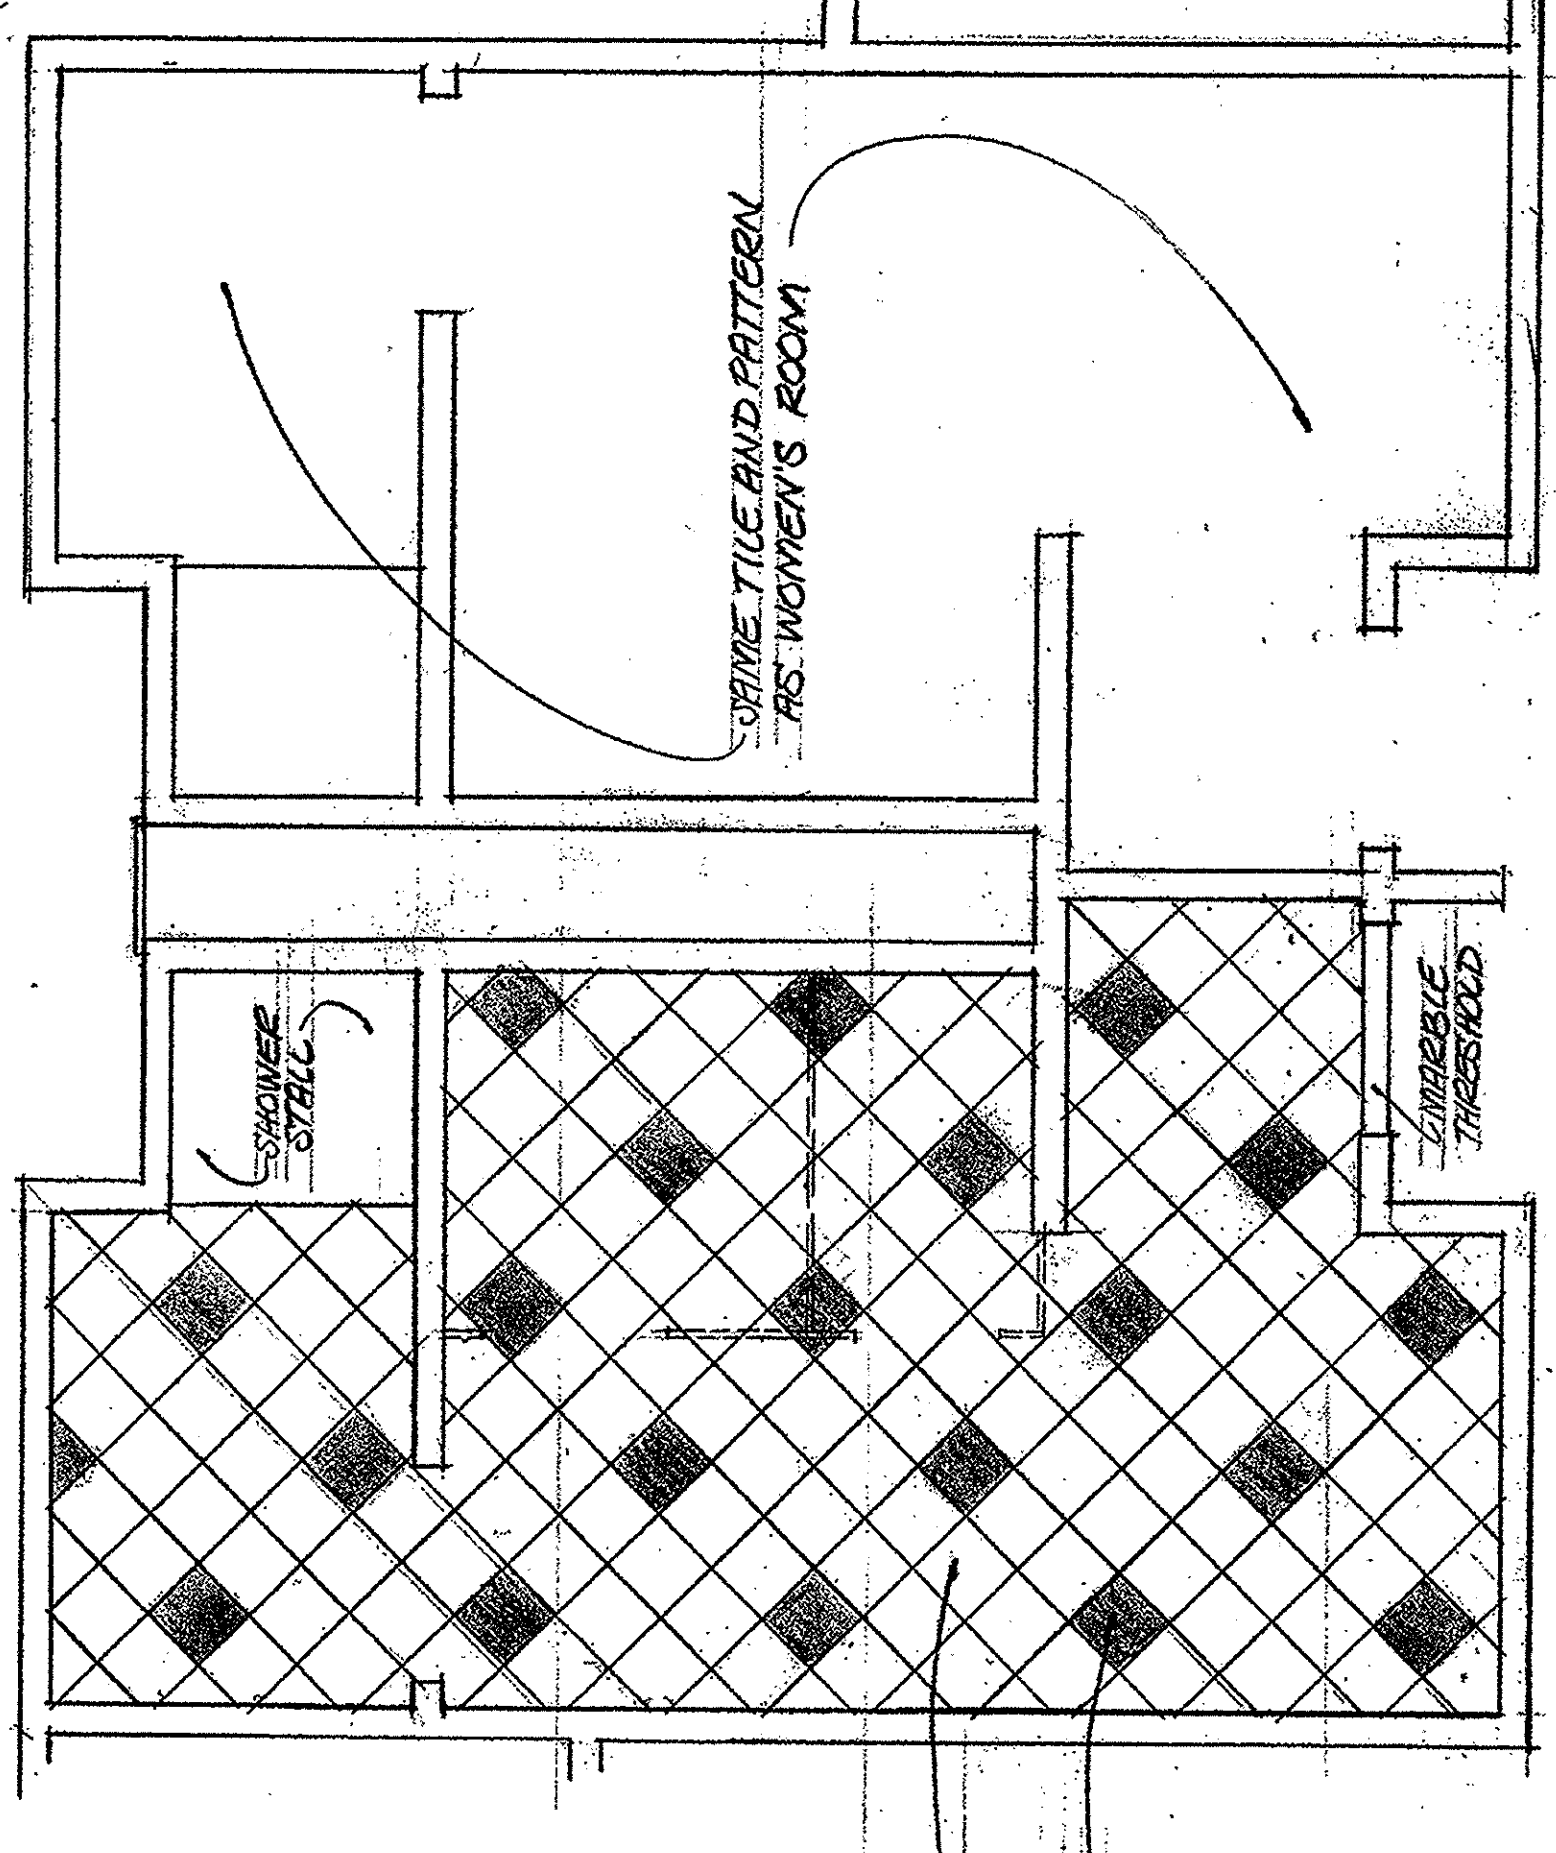 SAME TILE AND PATTERN
AS WOMEN'S ROOM
SHOWER
STALL
MARBLE
THRESHOLD